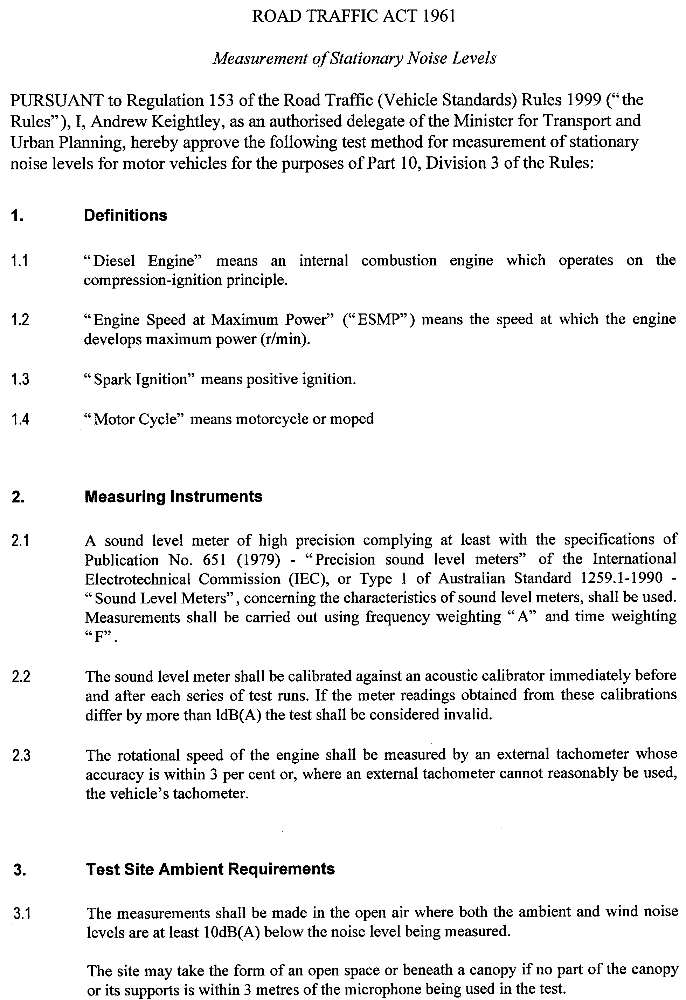 ROAD TRAFFIC ACT 1961
Measurement of Stationary Noise Levels
PURSUANT to Regulation 153 of the Road Traffic (Vehicle Standards) Rules 1999 (“the
Rules”), I, Andrew Keightley, as an authorised delegate of the Minister for Transport and
Urban Planning, hereby approve the following test method for measurement of stationary
noise levels for motor vehicles for the purposes of Part 10, Division 3 of the Rules:
1. Definitions
1.1 “Diesel Engine” means an internal combustion engine which operates on the
compression-ignition principle.
1.2 “Engine Speed at Maximum Power” (“ESMP”) means the speed at which the engine
develops maximum power (r/min).
1.3 “Spark Ignition” means positive ignition.
1.4 “Motor Cycle” means motorcycle or moped
2. Measuring Instruments
2.1 A sound level meter of high precision complying at least with the specifications of
Publication No. 651 (1979) - “Precision sound level meters” of the International
Electrotechnical Commission (IEC), or Type 1 of Australian Standard 1259.1-1990 -
“Sound Level Meters”, concerning the characteristics of sound level meters, shall be used.
Measurements shall be carried out using frequency weighting “A” and time weighting
“F”.
2.2 The sound level meter shall be calibrated against an acoustic calibrator immediately before
and after each series of test runs. If the meter readings obtained from these calibrations
differ by more than ldB(A) the test shall be considered invalid.
2.3 The rotational speed of the engine shall be measured by an external tachometer whose
accuracy is within 3 per cent or, where an external tachometer cannot reasonably be used,
the vehicle’s tachometer.
3. Test Site Ambient Requirements
3.1 The measurements shall be made in the open air where both the ambient and wind noise
levels are at least 10dB(A) below the noise level being measured.
The site may take the form of an open space or beneath a canopy if no part of the canopy
or its supports is within 3 metres of the microphone being used in the test.